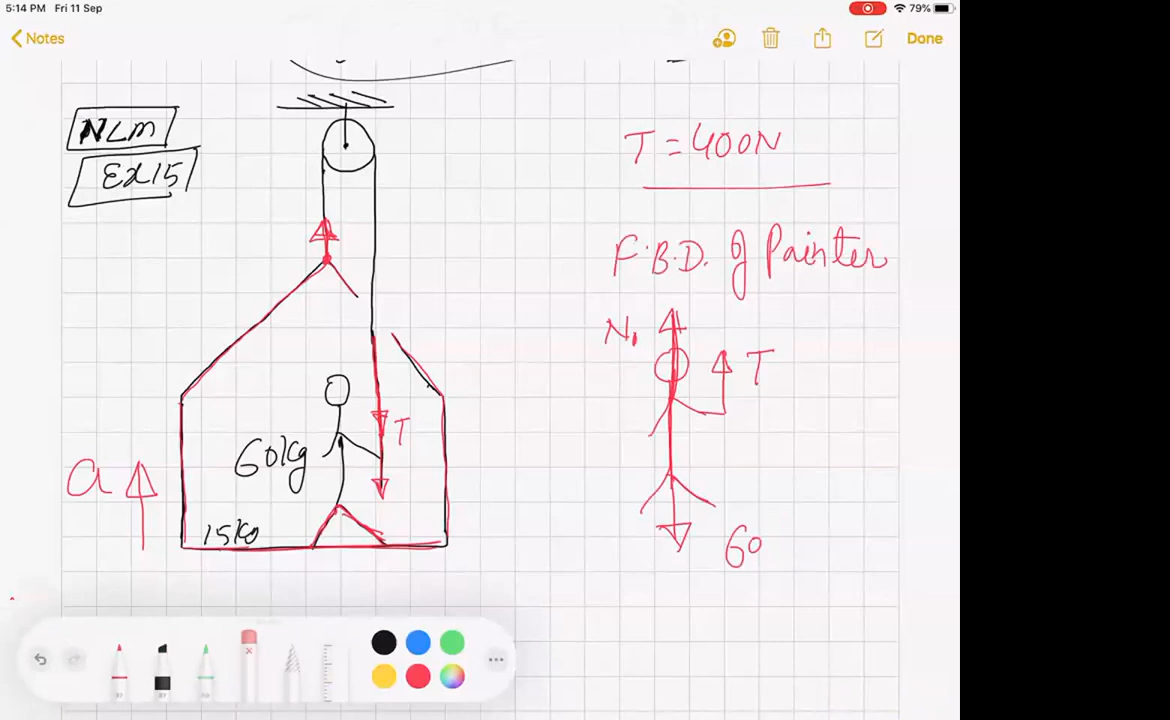 5:14 PM Fri 11 Sep
79%
Notes
Done
NLM
Ex15
T = 400N
F.B.D. of Painter
N₁
T
T
60kg
a
15kg
60